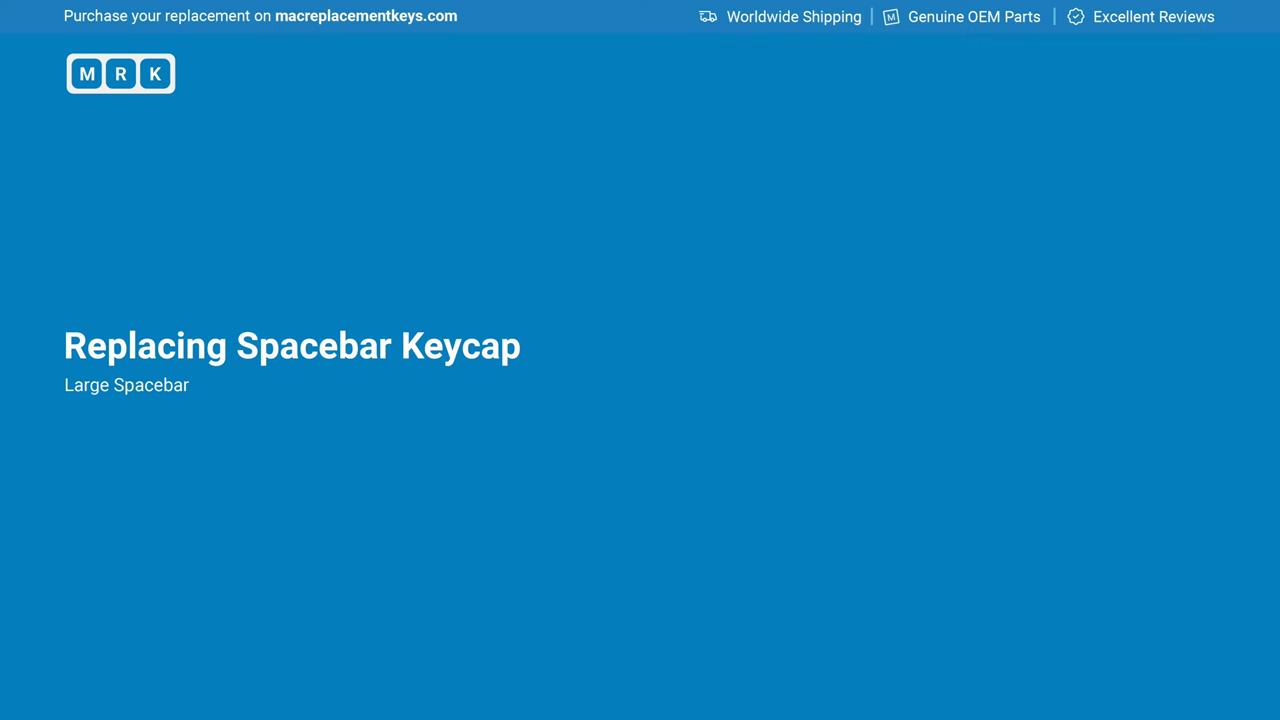 Purchase your replacement on macreplacementkeys.com
Worldwide Shipping | Genuine OEM Parts | Excellent Reviews
M R K
Replacing Spacebar Keycap
Large Spacebar